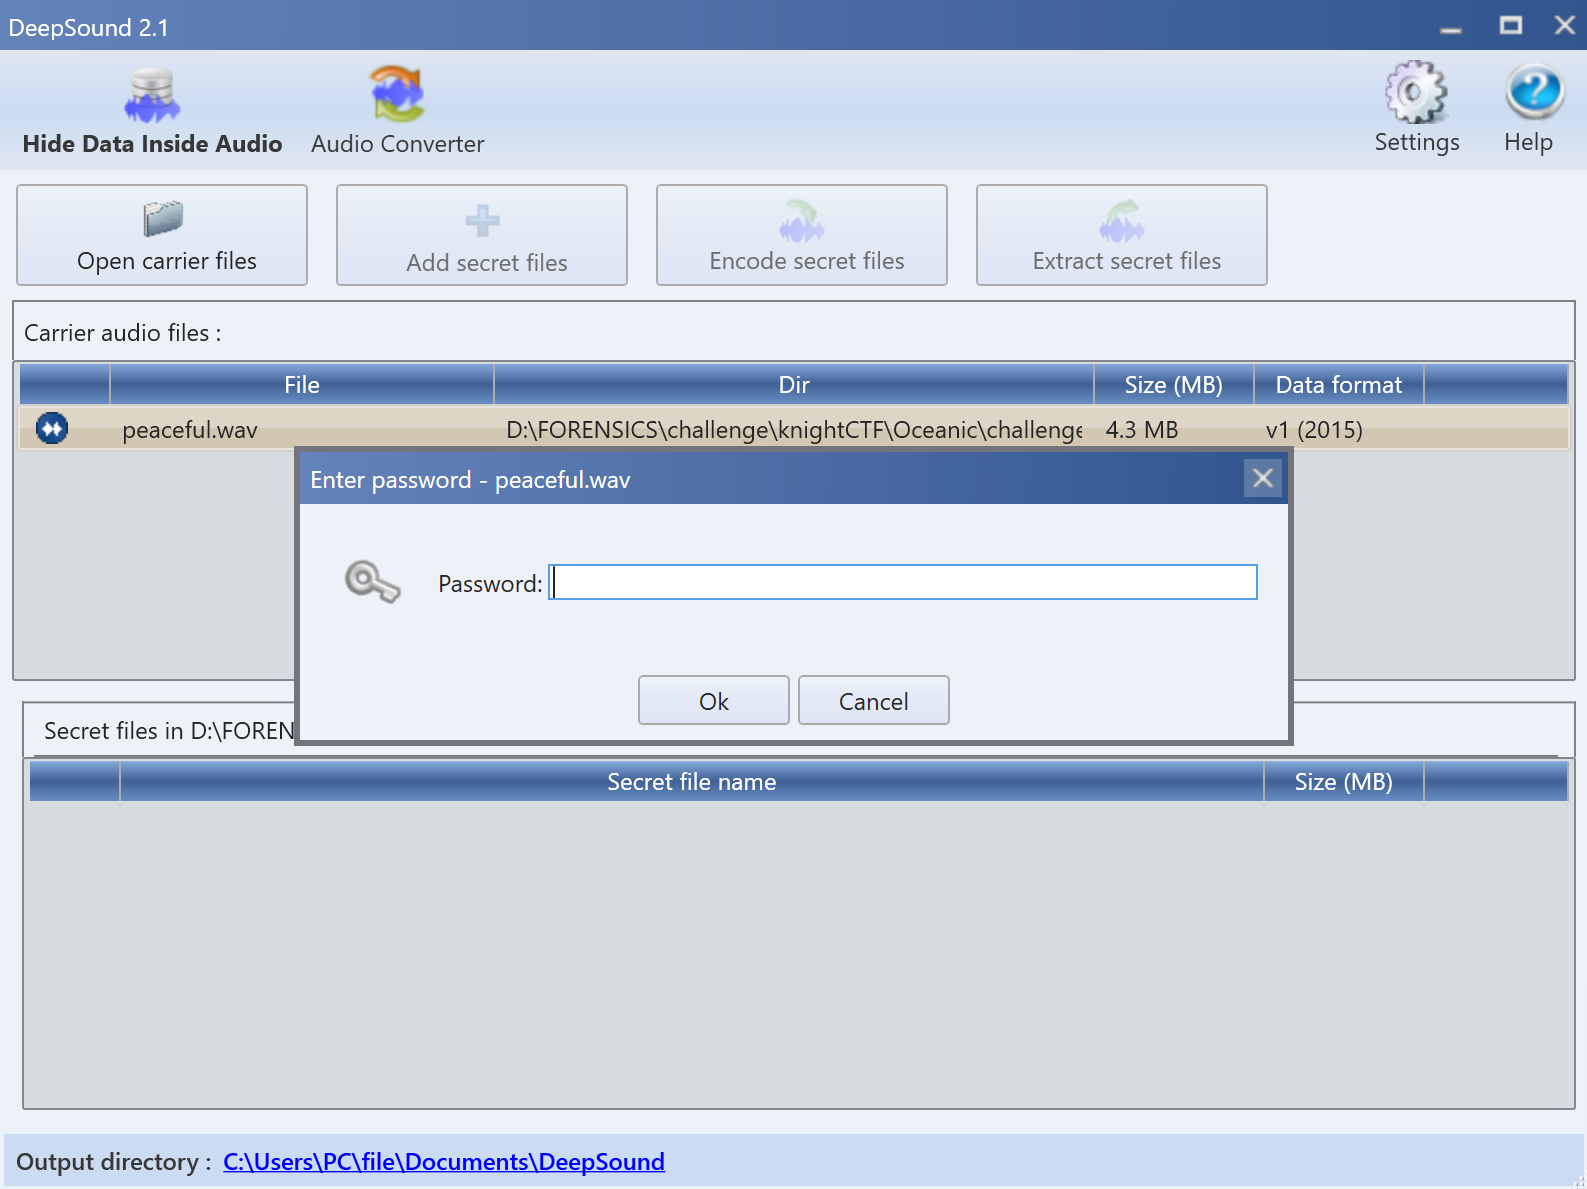 DeepSound 2.1
Hide Data Inside Audio
Audio Converter
Settings
Help
Open carrier files
Add secret files
Encode secret files
Extract secret files
Carrier audio files :
File Dir Size (MB) Data format
peaceful.wav D:\FORENSICS\challenge\knightCTF\Oceanic\challenge 4.3 MB v1 (2015)
Enter password - peaceful.wav
Password:
Ok Cancel
Secret files in D:\FOREN
Secret file name Size (MB)
Output directory : C:\Users\PC\file\Documents\DeepSound